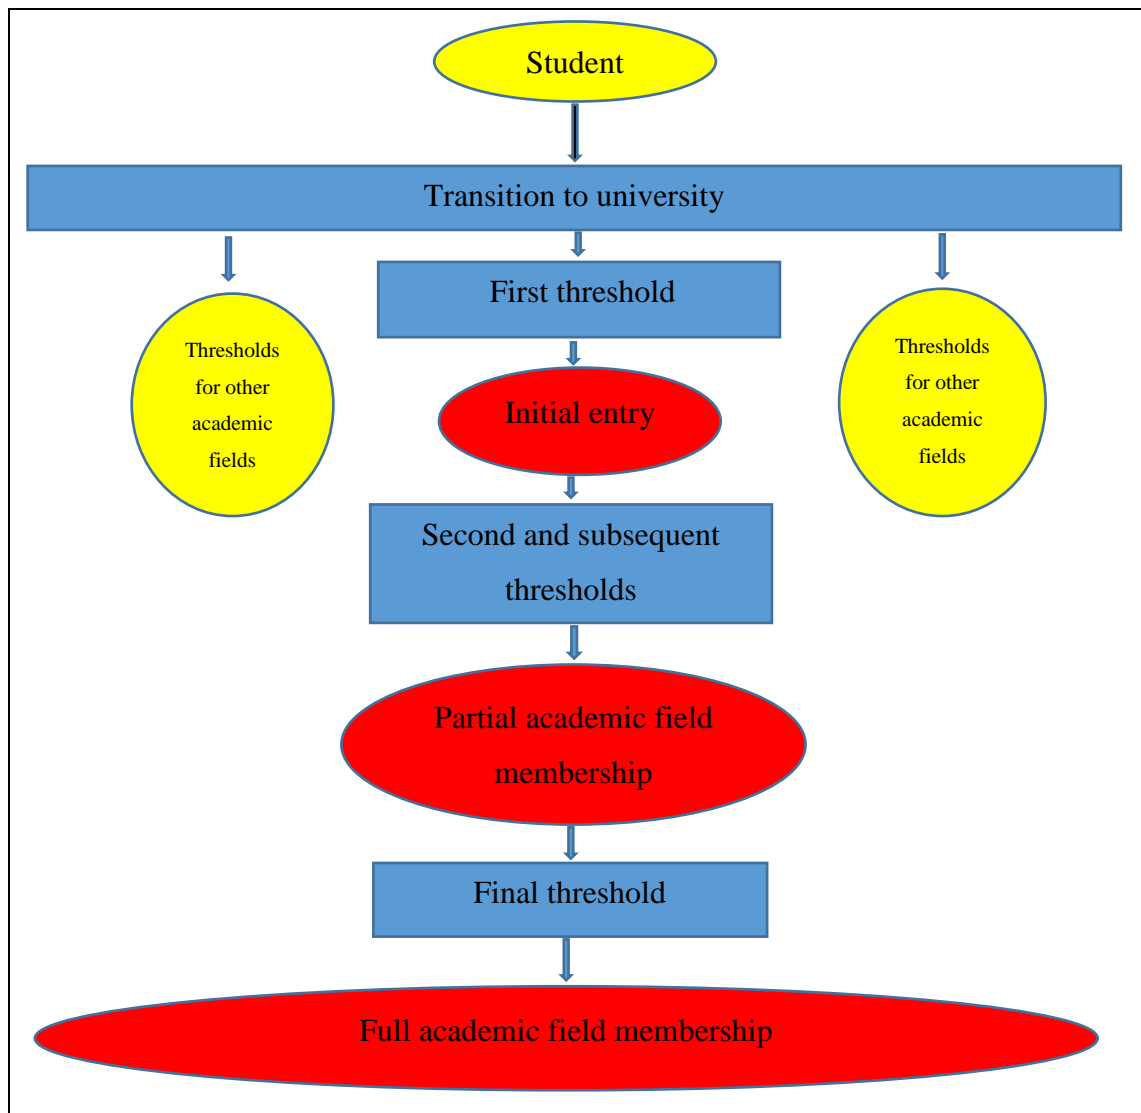 Student
Transition to university
First threshold
Thresholds
for other
academic
fields
Initial entry
Thresholds
for other
academic
fields
Second and subsequent
thresholds
Partial academic field
membership
Final threshold
Full academic field membership